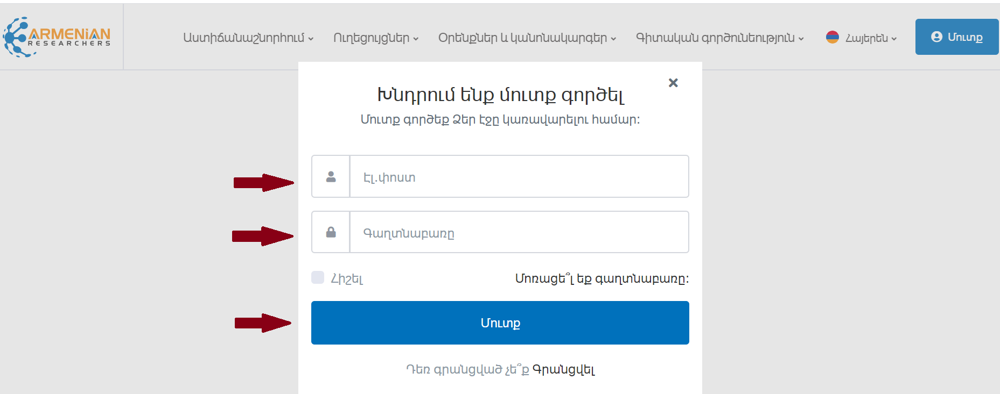 ARMENIAN
RESEARCHERS
Աստիճանաշնորհում
Ուղեցույցներ
Օրենքներ և կանոնակարգեր
Գիտական գործունեություն
Հայերեն
Մուտք
Խնդրում ենք մուտք գործել
Մուտք գործեք Ձեր էջը կառավարելու համար:
Էլ.փոստ
Գաղտնաբառը
Հիշել
Մոռացե՞լ եք գաղտնաբառը:
Մուտք
Դեռ գրանցված չե՞ք Գրանցվել